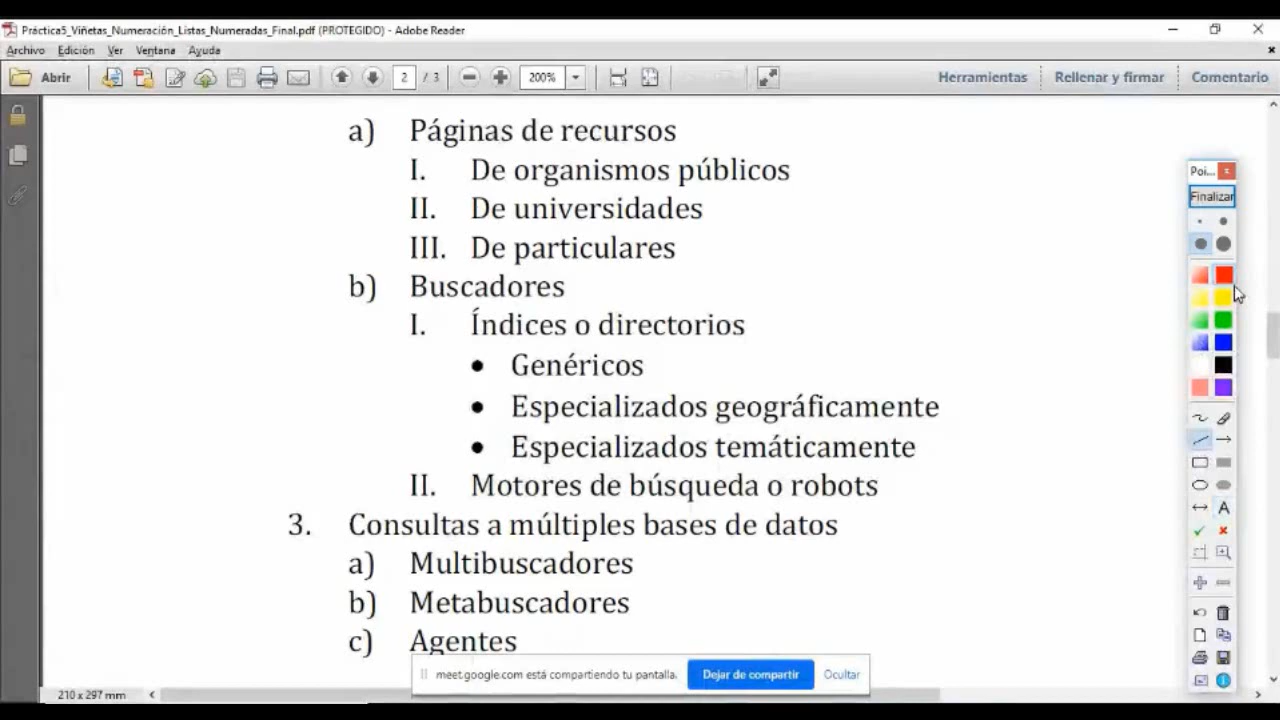 Práctica5_Viñetas_Numeración_Listas_Numeradas_Final.pdf (PROTEGIDO) - Adobe Reader
Archivo Edición Ver Ventana Ayuda
Abrir 2 / 3 200% Herramientas Rellenar y firmar Comentario
a) Páginas de recursos
I. De organismos públicos
II. De universidades
III. De particulares
b) Buscadores
I. Índices o directorios
• Genéricos
• Especializados geográficamente
• Especializados temáticamente
II. Motores de búsqueda o robots
3. Consultas a múltiples bases de datos
a) Multibuscadores
b) Metabuscadores
c) Agentes
Poi...
Finalizar
A
meet.google.com está compartiendo tu pantalla. Dejar de compartir Ocultar
210 x 297 mm